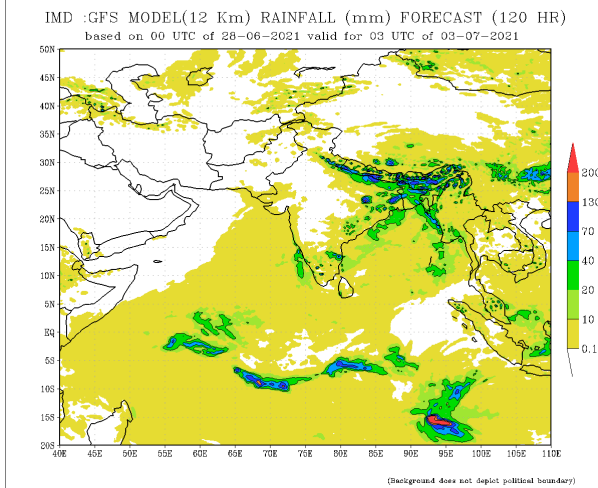 IMD :GFS MODEL(12 Km) RAINFALL (mm) FORECAST (120 HR)
based on 00 UTC of 28-06-2021 valid for 03 UTC of 03-07-2021
50N
45N
40N
35N
30N
25N
20N
15N
10N
5N
EQ
5S
10S
15S
20S
40E 45E 50E 55E 60E 65E 70E 75E 80E 85E 90E 95E 100E 105E 110E
200
130
70
40
20
10
0.1
(Background does not depict political boundary)